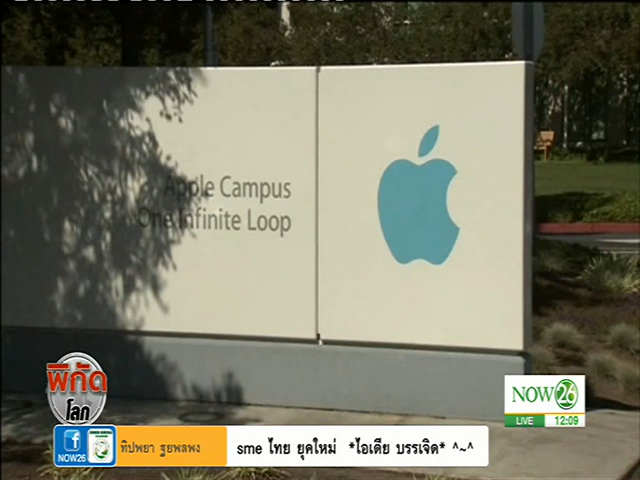 Apple Campus
One Infinite Loop
พิกัด
โลก
NOW26
LIVE 12:09
NOW26
ทิปพยา ฐยพลพง
sme ไทย ยุคใหม่ *ไอเดีย บรรเจิด* ^~^